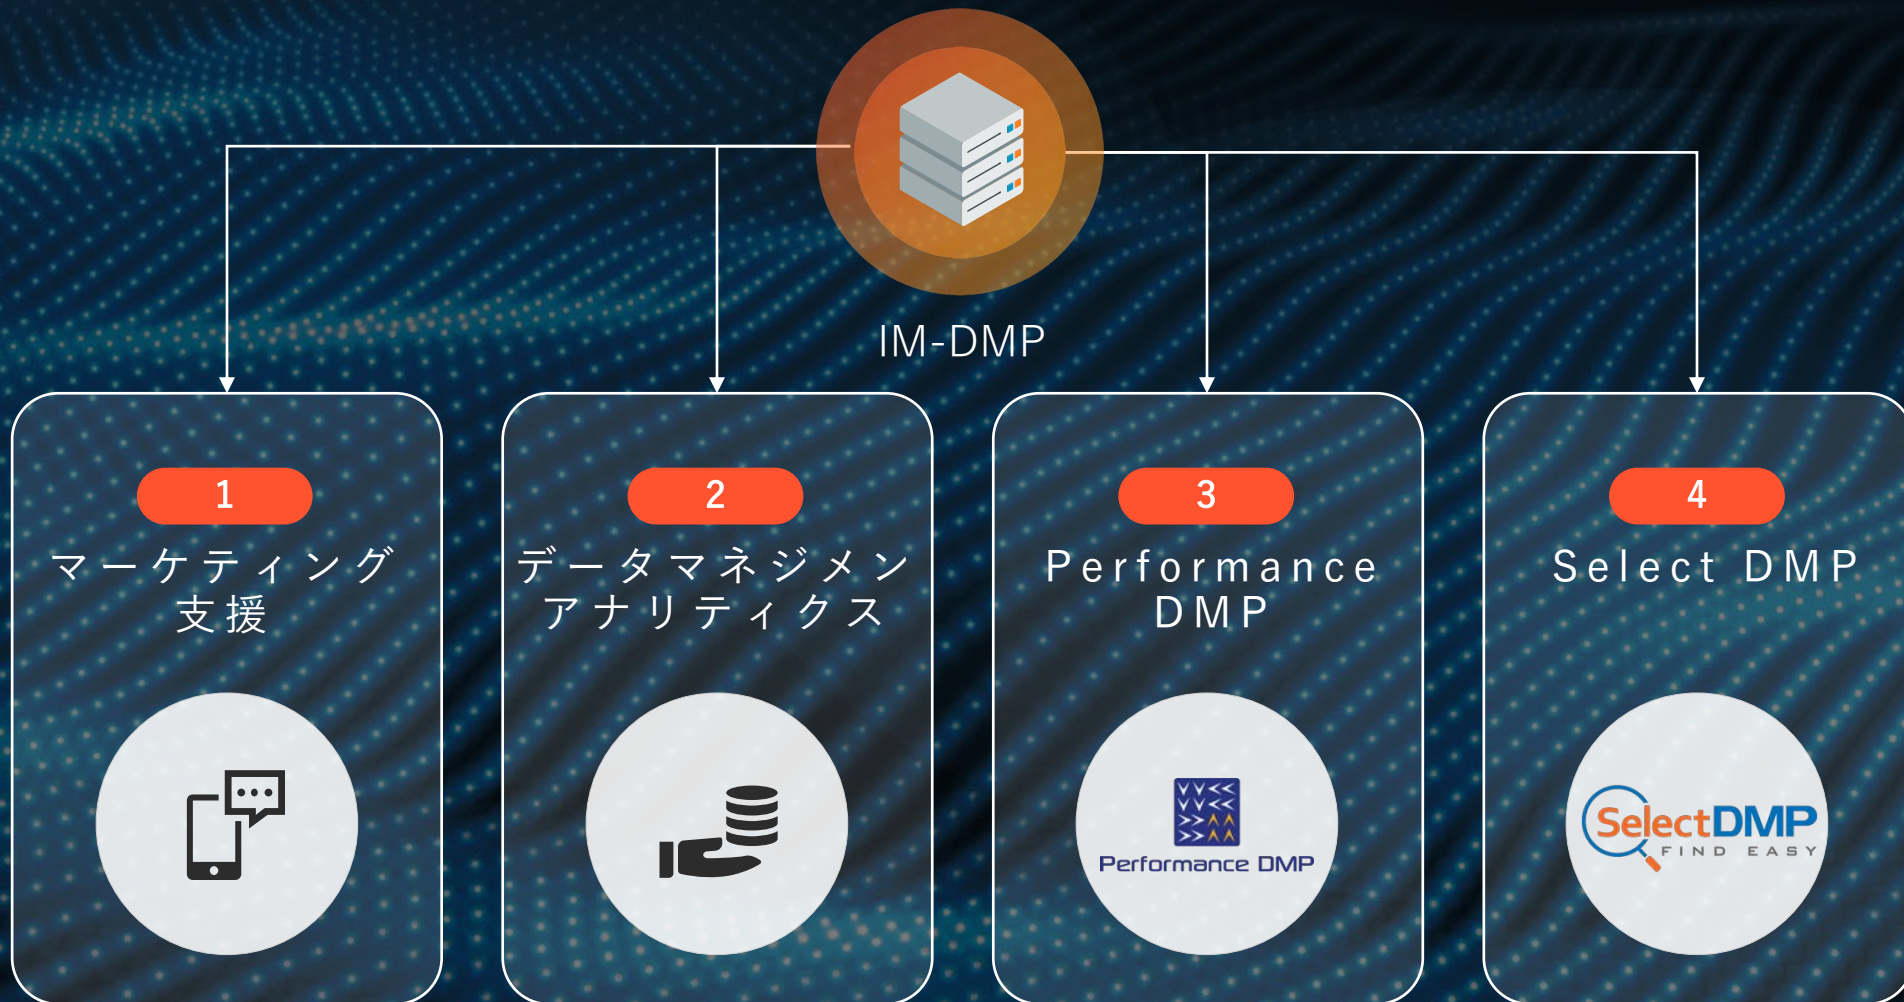 IM-DMP
1
マーケティング
支援
2
データマネジメン
アナリティクス
3
Performance
DMP
Performance DMP
4
Select DMP
SelectDMP
FIND EASY